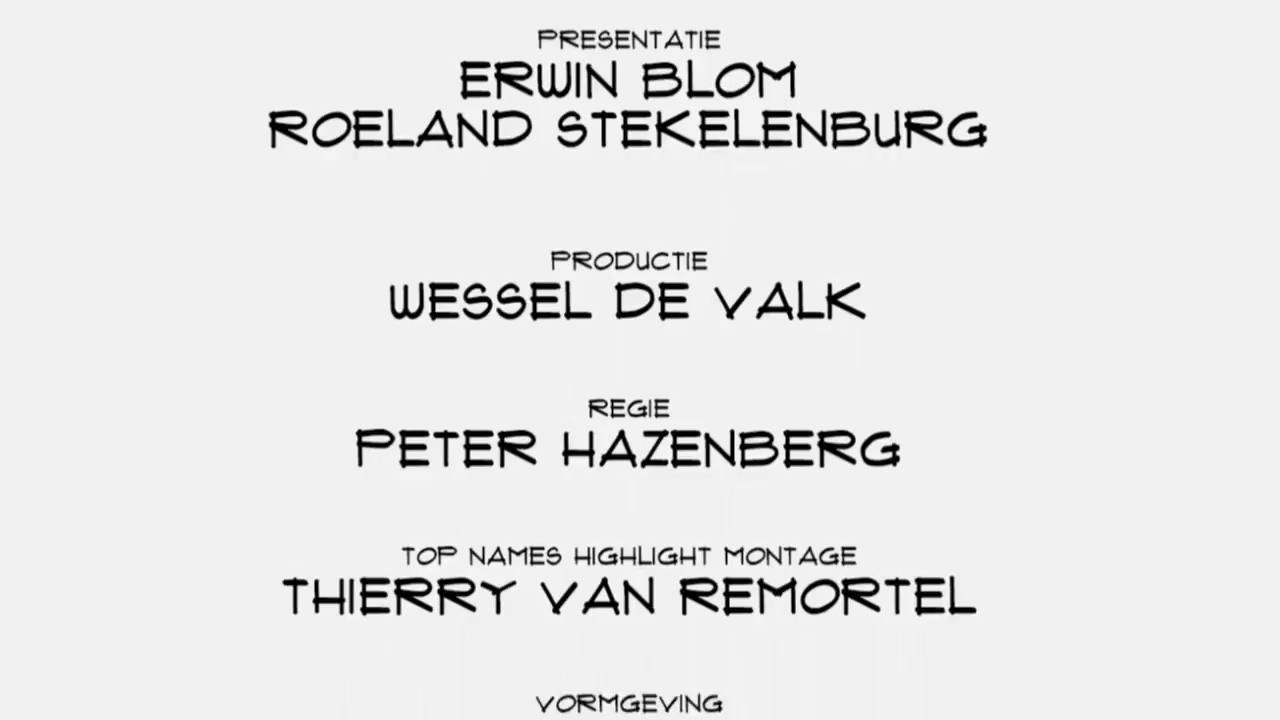 PRESENTATIE
ERWIN BLOM
ROELAND STEKELENBURG
PRODUCTIE
WESSEL DE VALK
REGIE
PETER HAZENBERG
TOP NAMES HIGHLIGHT MONTAGE
THIERRY VAN REMORTEL
VORMGEVING